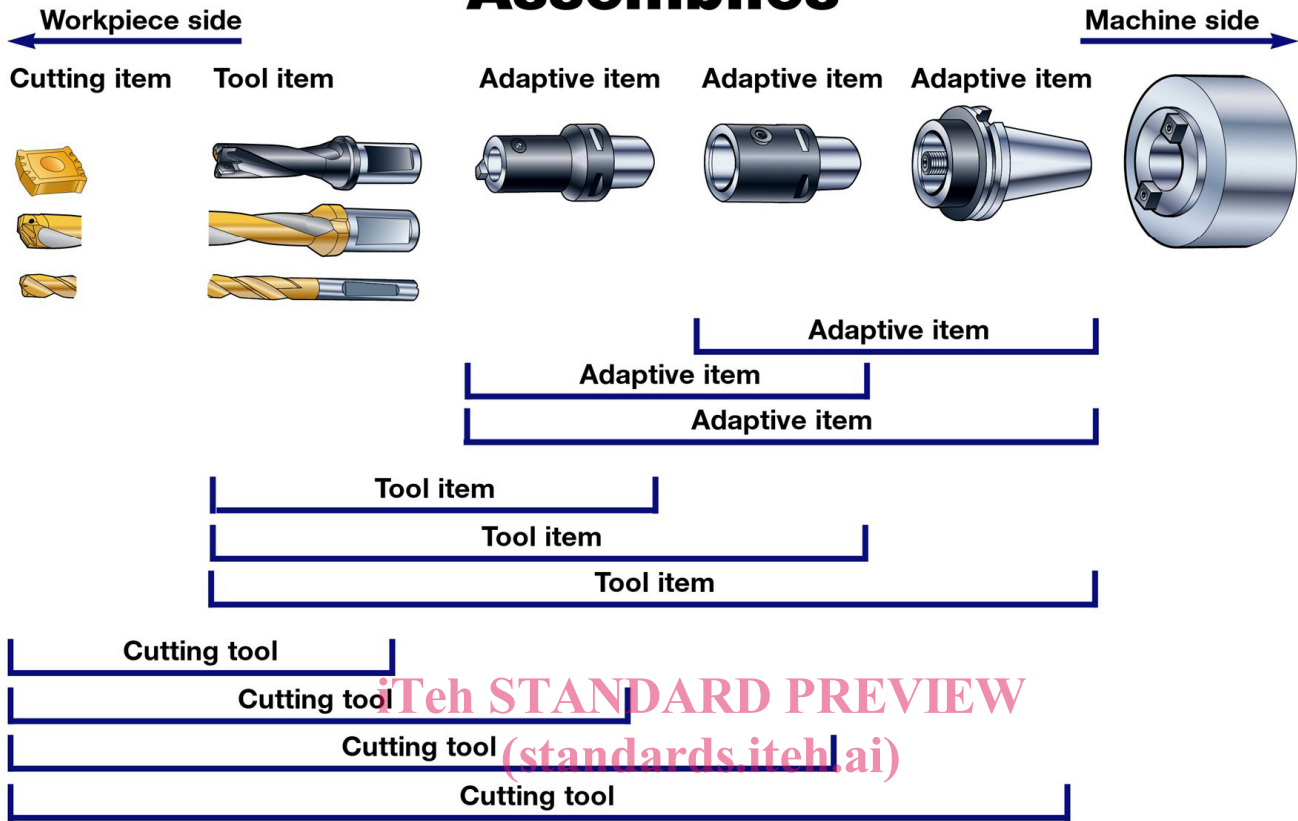 Assemblies
Workpiece side
Machine side
Cutting item
Tool item
Adaptive item
Adaptive item
Adaptive item
Adaptive item
Adaptive item
Adaptive item
Tool item
Tool item
Tool item
Cutting tool
Cutting tool
iTeh STANDARD PREVIEW
Cutting tool
(standards.iteh.ai)
Cutting tool